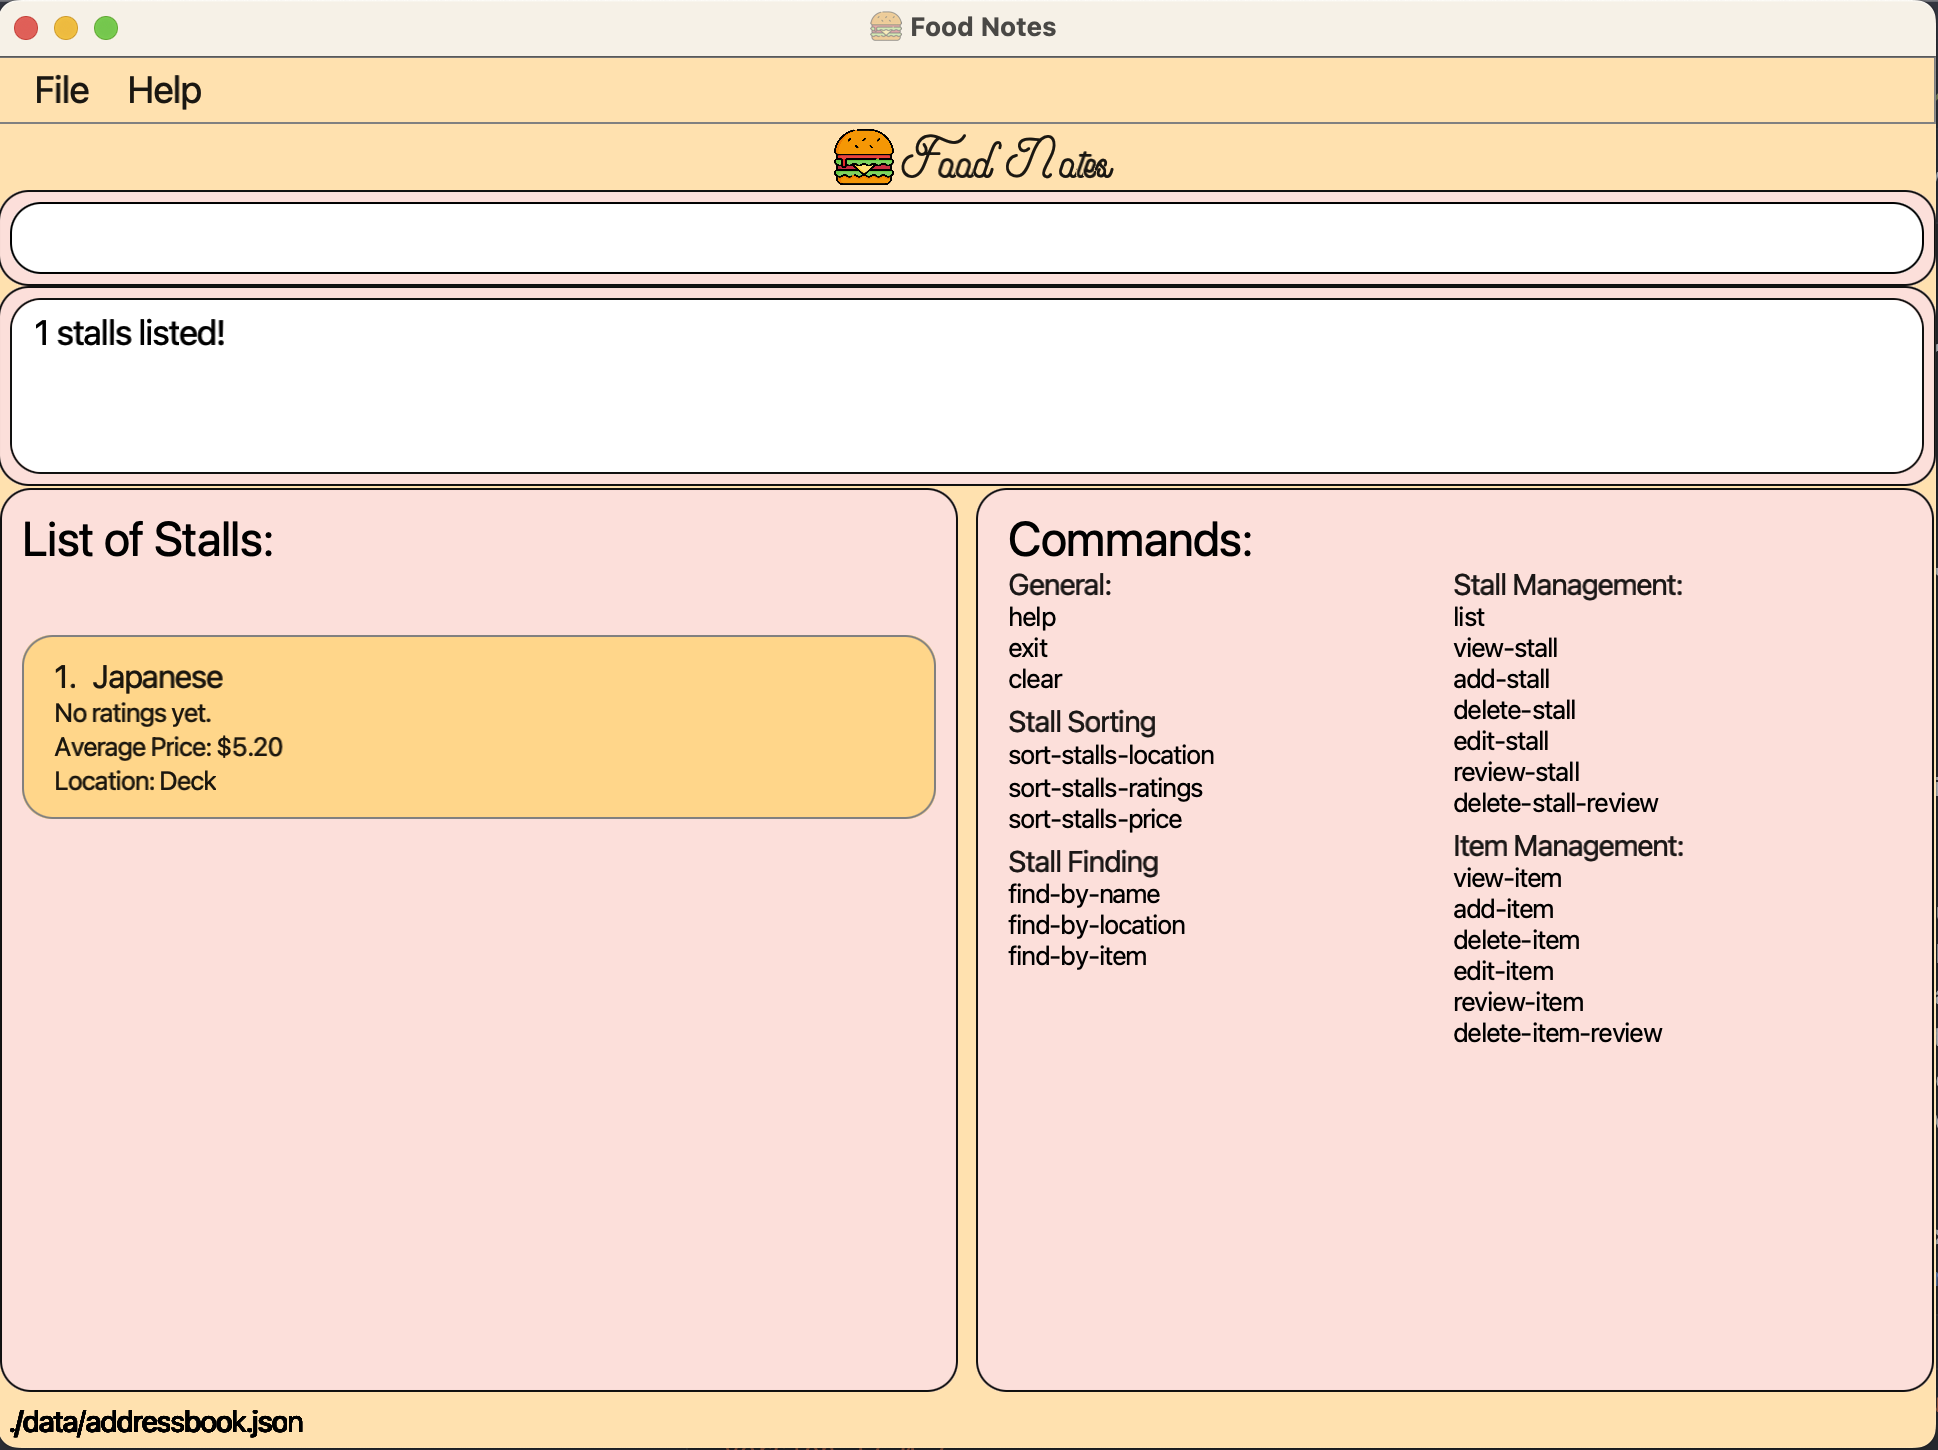 Food Notes
File Help
Food Notes
1 stalls listed!
List of Stalls:
1. Japanese
No ratings yet.
Average Price: $5.20
Location: Deck
Commands:
General:
help
exit
clear
Stall Sorting
sort-stalls-location
sort-stalls-ratings
sort-stalls-price
Stall Finding
find-by-name
find-by-location
find-by-item
Stall Management:
list
view-stall
add-stall
delete-stall
edit-stall
review-stall
delete-stall-review
Item Management:
view-item
add-item
delete-item
edit-item
review-item
delete-item-review
./data/addressbook.json